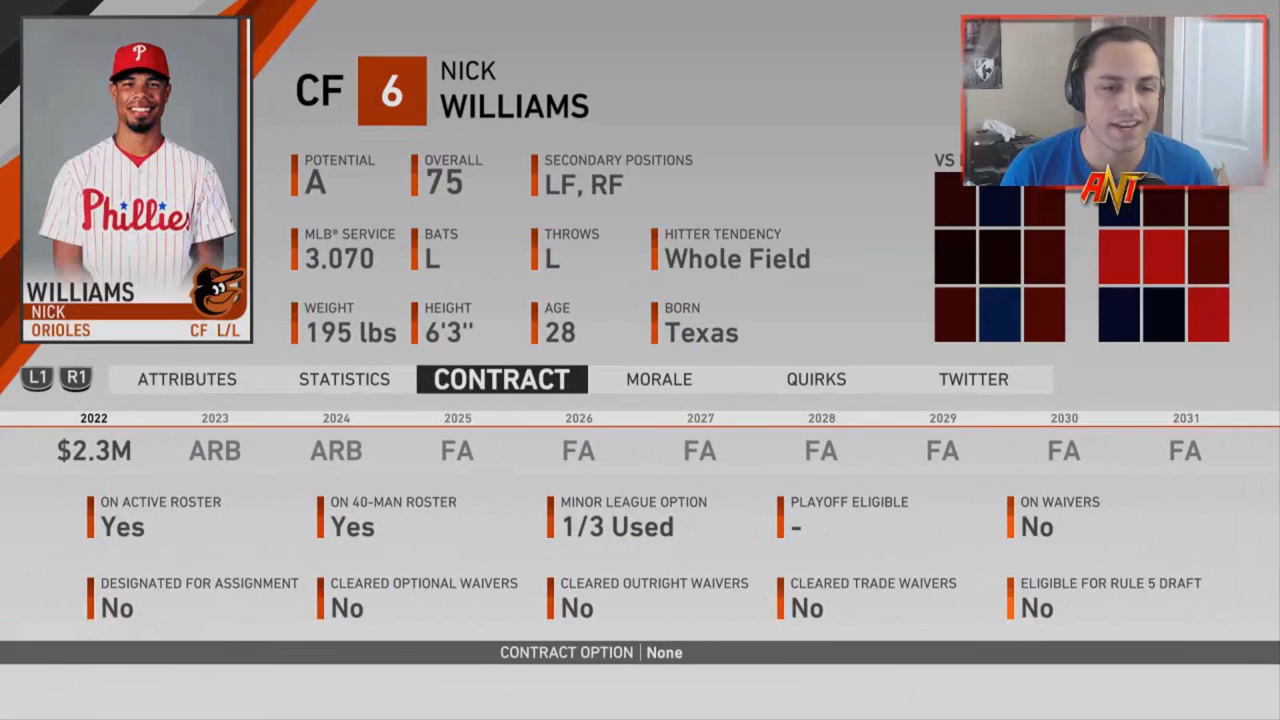 CF 6 NICK
WILLIAMS
POTENTIAL OVERALL SECONDARY POSITIONS
A 75 LF, RF
MLB® SERVICE BATS THROWS HITTER TENDENCY
3.070 L L Whole Field
WEIGHT HEIGHT AGE BORN
195 lbs 6'3" 28 Texas
VS
ANT
Phillies
WILLIAMS
NICK
ORIOLES CF L/L
L1 R1 ATTRIBUTES STATISTICS CONTRACT MORALE QUIRKS TWITTER
2022 2023 2024 2025 2026 2027 2028 2029 2030 2031
$2.3M ARB ARB FA FA FA FA FA FA FA
ON ACTIVE ROSTER ON 40-MAN ROSTER MINOR LEAGUE OPTION PLAYOFF ELIGIBLE ON WAIVERS
Yes Yes 1/3 Used - No
DESIGNATED FOR ASSIGNMENT CLEARED OPTIONAL WAIVERS CLEARED OUTRIGHT WAIVERS CLEARED TRADE WAIVERS ELIGIBLE FOR RULE 5 DRAFT
No No No No No
CONTRACT OPTION | None